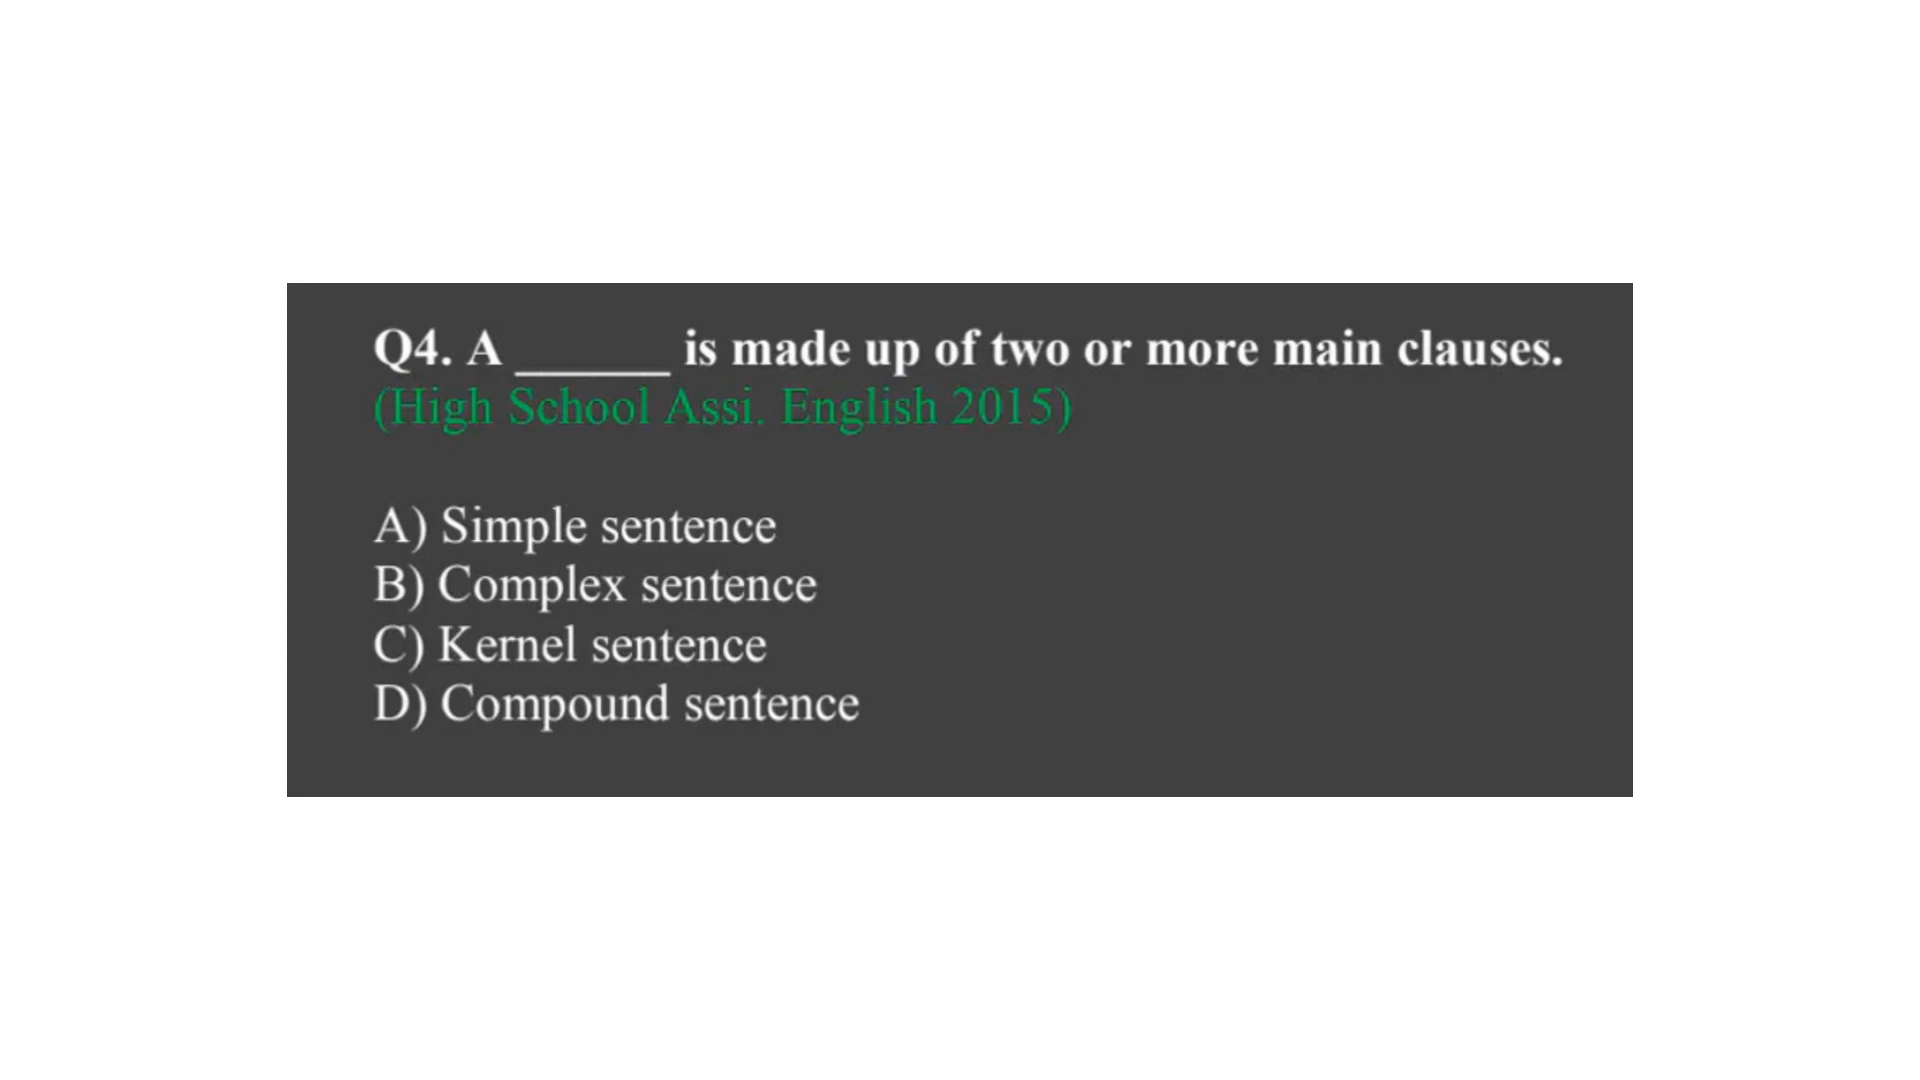 Q4. A ______ is made up of two or more main clauses.
(High School Assi. English 2015)
A) Simple sentence
B) Complex sentence
C) Kernel sentence
D) Compound sentence